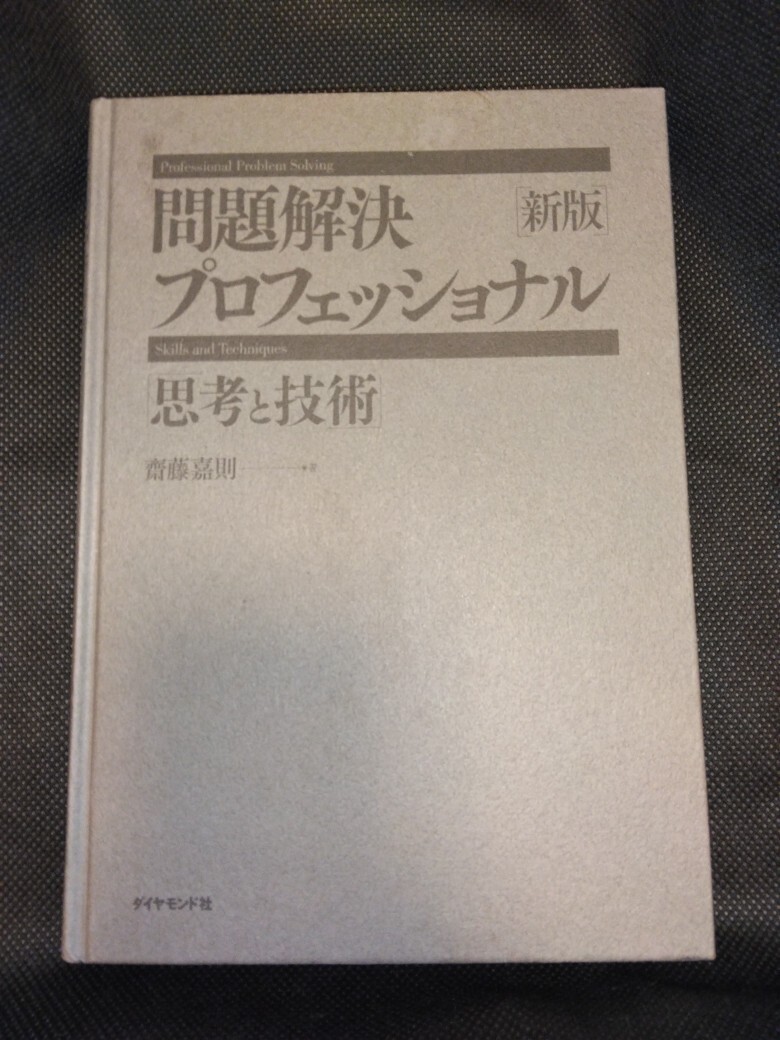 Professional Problem Solving
問題解決 [新版]
プロフェッショナル
Skills and Techniques
「思考と技術」
齋藤嘉則———●著
ダイヤモンド社